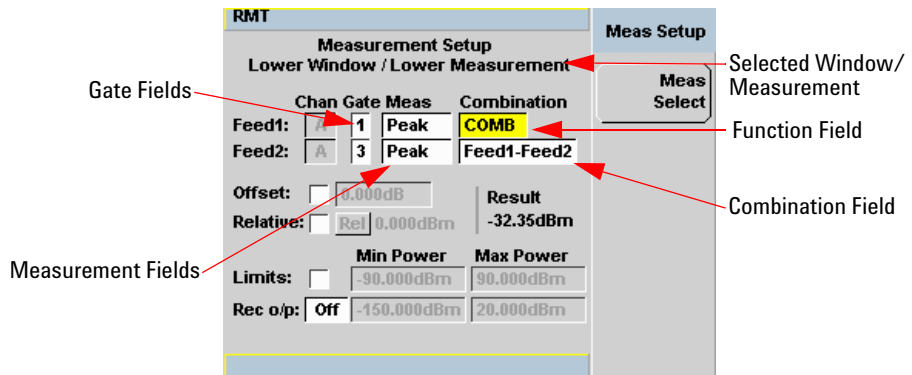 RMT
Meas Setup
Measurement Setup
Lower Window / Lower Measurement
Selected Window/
Measurement
Meas
Select
Gate Fields
Chan Gate Meas Combination
Feed1: A 1 Peak COMB
Function Field
Feed2: A 3 Peak Feed1-Feed2
Offset: 0.000dB
Result
Relative: Rel 0.000dBm
-32.35dBm
Combination Field
Measurement Fields
Min Power Max Power
Limits: -90.000dBm 90.000dBm
Rec o/p: Off -150.000dBm 20.000dBm